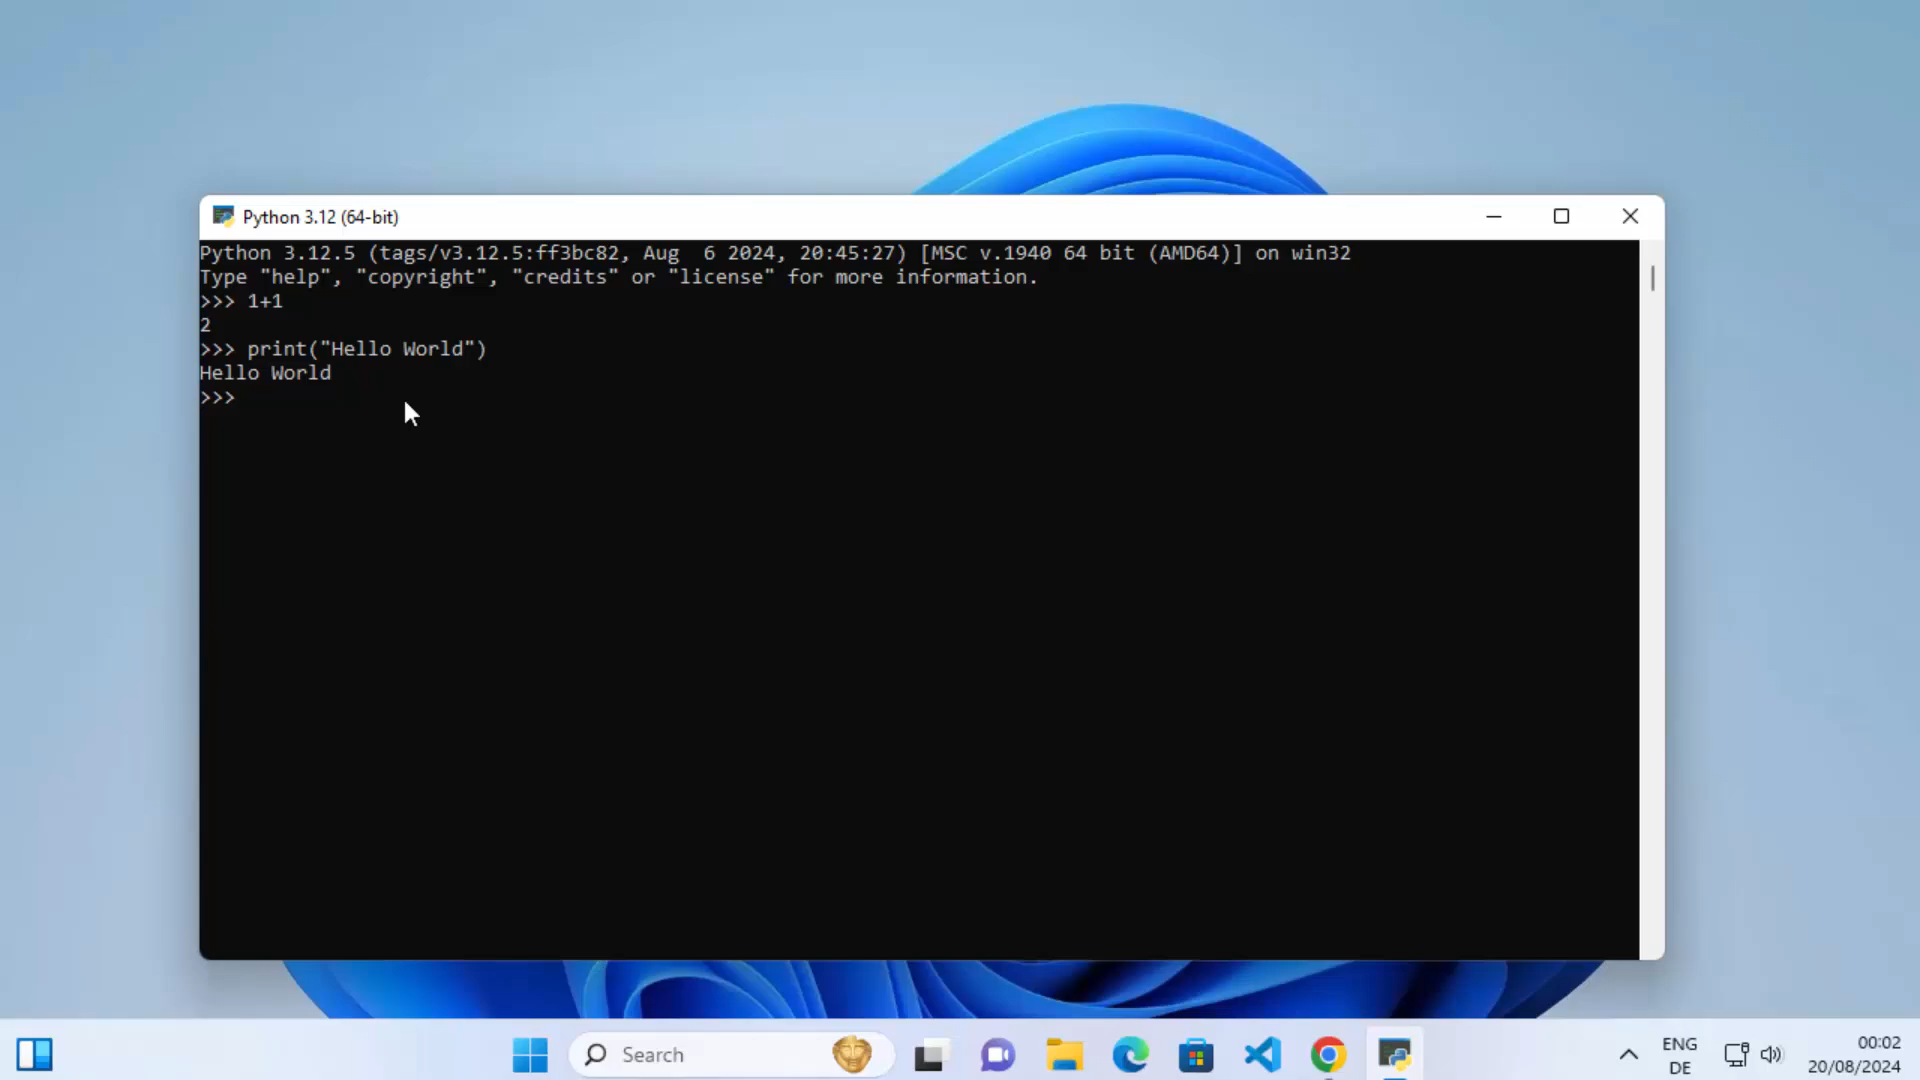 Python 3.12 (64-bit)
Python 3.12.5 (tags/v3.12.5:ff3bc82, Aug  6 2024, 20:45:27) [MSC v.1940 64 bit (AMD64)] on win32
Type "help", "copyright", "credits" or "license" for more information.
>>> 1+1
2
>>> print("Hello World")
Hello World
>>>
Search
ENG
DE
00:02
20/08/2024